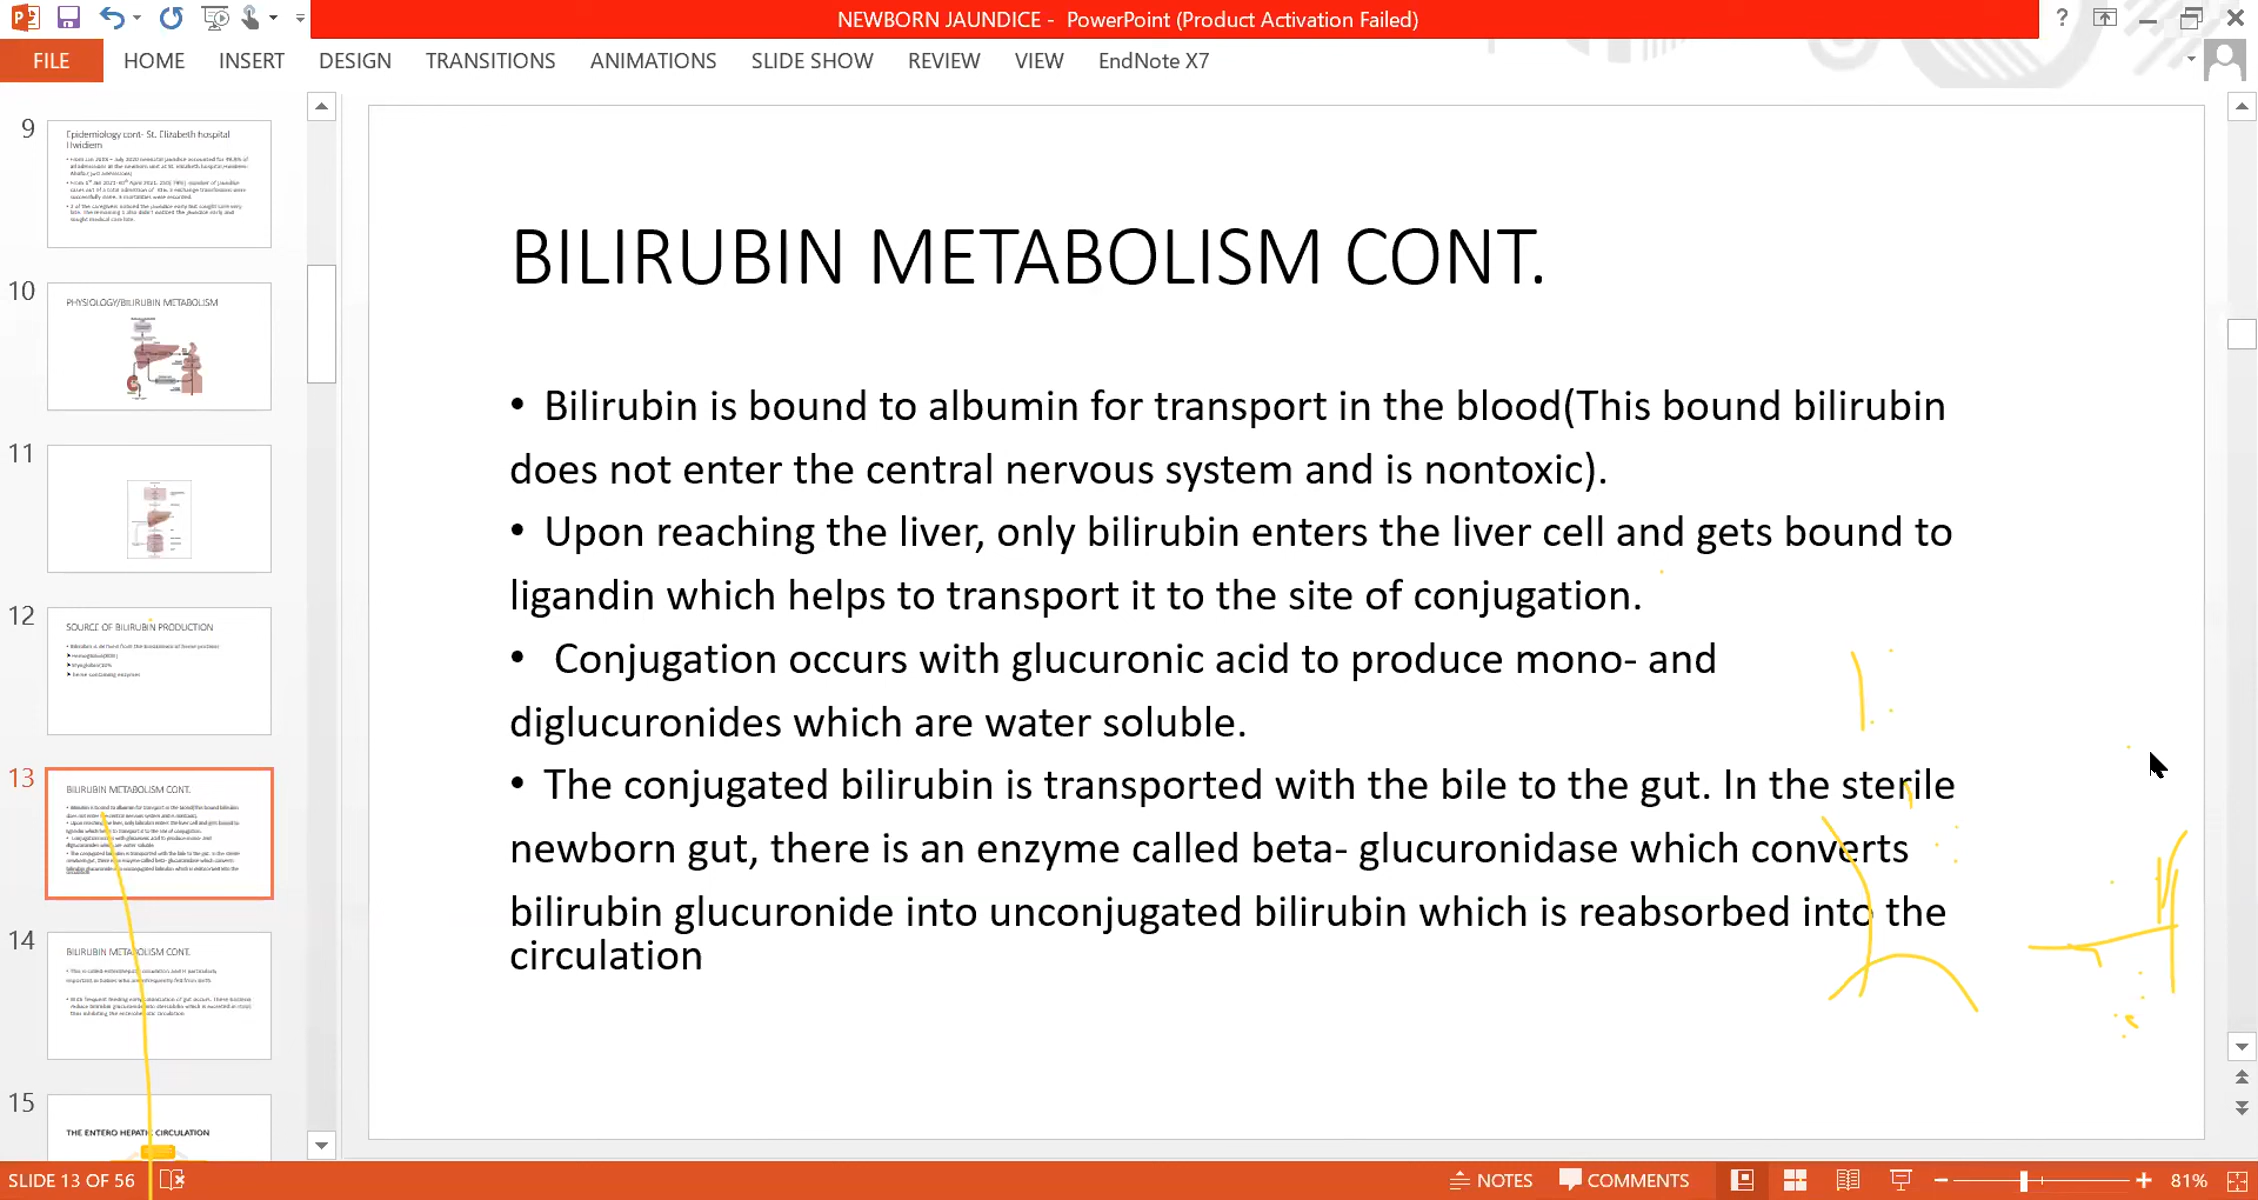 NEWBORN JAUNDICE - PowerPoint (Product Activation Failed)
FILE HOME INSERT DESIGN TRANSITIONS ANIMATIONS SLIDE SHOW REVIEW VIEW EndNote X7
9
Epidemiology cont- St. Elizabeth hospital
Hwidiem
10
PHYSIOLOGY/BILIRUBIN METABOLISM
11
12
SOURCE OF BILIRUBIN PRODUCTION
13
BILIRUBIN METABOLISM CONT.
14
BILIRUBIN METABOLISM CONT.
15
THE ENTERO HEPATIC CIRCULATION
BILIRUBIN METABOLISM CONT.
• Bilirubin is bound to albumin for transport in the blood(This bound bilirubin
does not enter the central nervous system and is nontoxic).
• Upon reaching the liver, only bilirubin enters the liver cell and gets bound to
ligandin which helps to transport it to the site of conjugation.
• Conjugation occurs with glucuronic acid to produce mono- and
diglucuronides which are water soluble.
• The conjugated bilirubin is transported with the bile to the gut. In the sterile
newborn gut, there is an enzyme called beta- glucuronidase which converts
bilirubin glucuronide into unconjugated bilirubin which is reabsorbed into the
circulation
SLIDE 13 OF 56 NOTES COMMENTS 81%